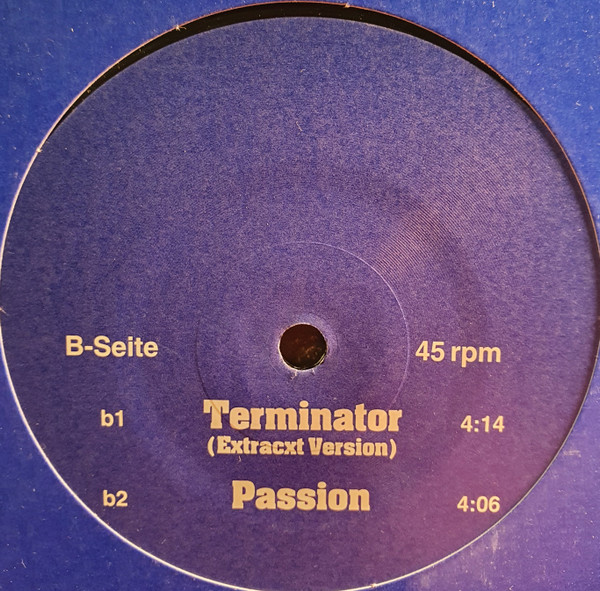 B-Seite 45 rpm
b1 Terminator 4:14
(Extracxt Version)
b2 Passion 4:06